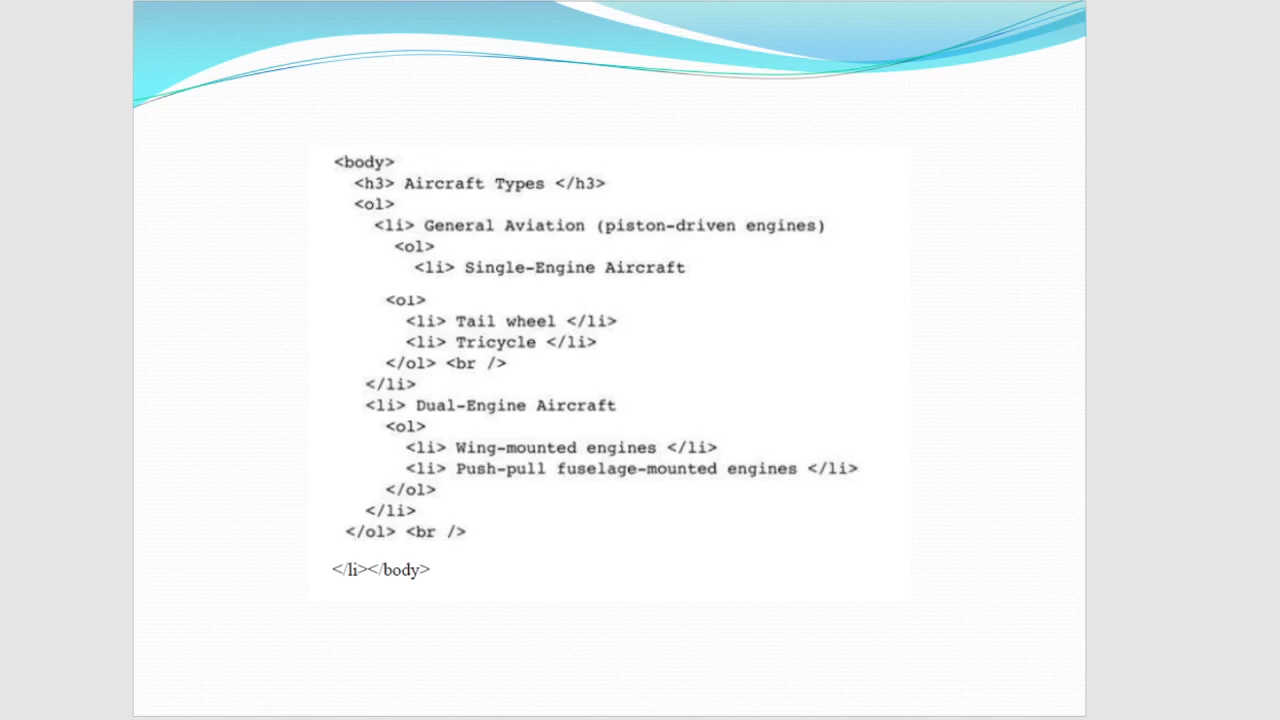 <body>
<h3> Aircraft Types </h3>
<ol>
<li> General Aviation (piston-driven engines)
<ol>
<li> Single-Engine Aircraft
<ol>
<li> Tail wheel </li>
<li> Tricycle </li>
</ol> <br />
</li>
<li> Dual-Engine Aircraft
<ol>
<li> Wing-mounted engines </li>
<li> Push-pull fuselage-mounted engines </li>
</ol>
</li>
</ol> <br />
</li></body>